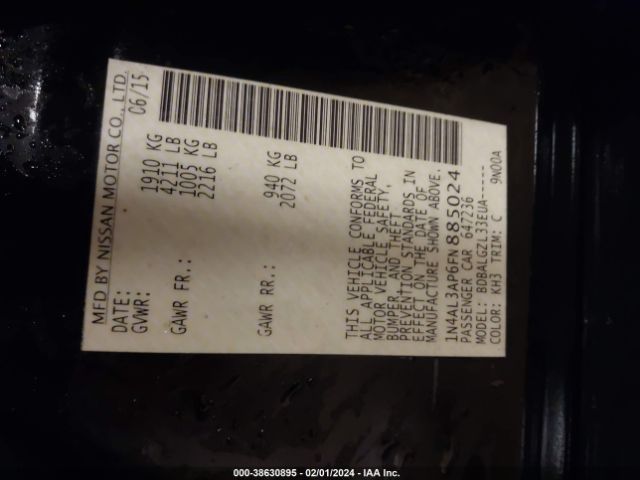 MFD BY NISSAN MOTOR CO., LTD.
DATE: 06/15
GVWR: 1910 KG
4211 LB
GAWR FR.: 1005 KG
2216 LB
GAWR RR.: 940 KG
2072 LB
THIS VEHICLE CONFORMS TO
ALL APPLICABLE FEDERAL
MOTOR VEHICLE SAFETY,
BUMPER, AND THEFT
PREVENTION STANDARDS IN
EFFECT ON THE DATE OF
MANUFACTURE SHOWN ABOVE.
1N4AL3AP6FN885024
PASSENGER CAR 647236
MODEL: BDBALGZL33EUA-----
COLOR: KH3 TRIM: C 9N00A
000-38630895 - 02/01/2024 - IAA Inc.